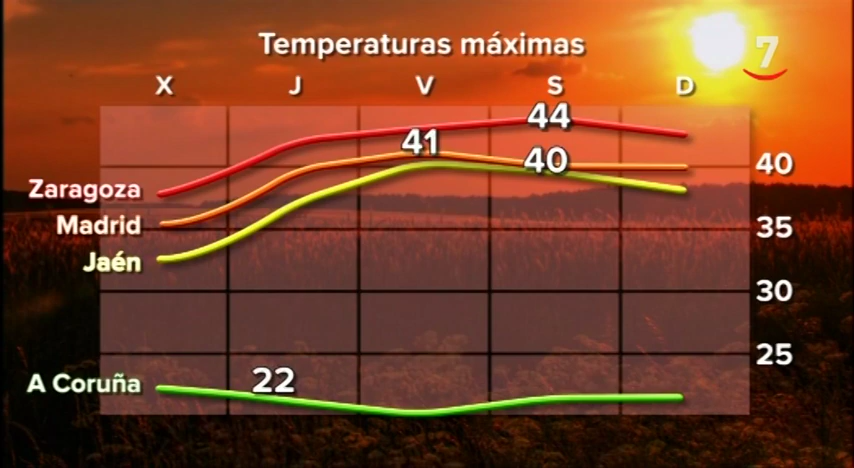 Temperaturas máximas
7
X J V S D
44
41
40
40
Zaragoza
Madrid
35
Jaén
30
25
A Coruña
22